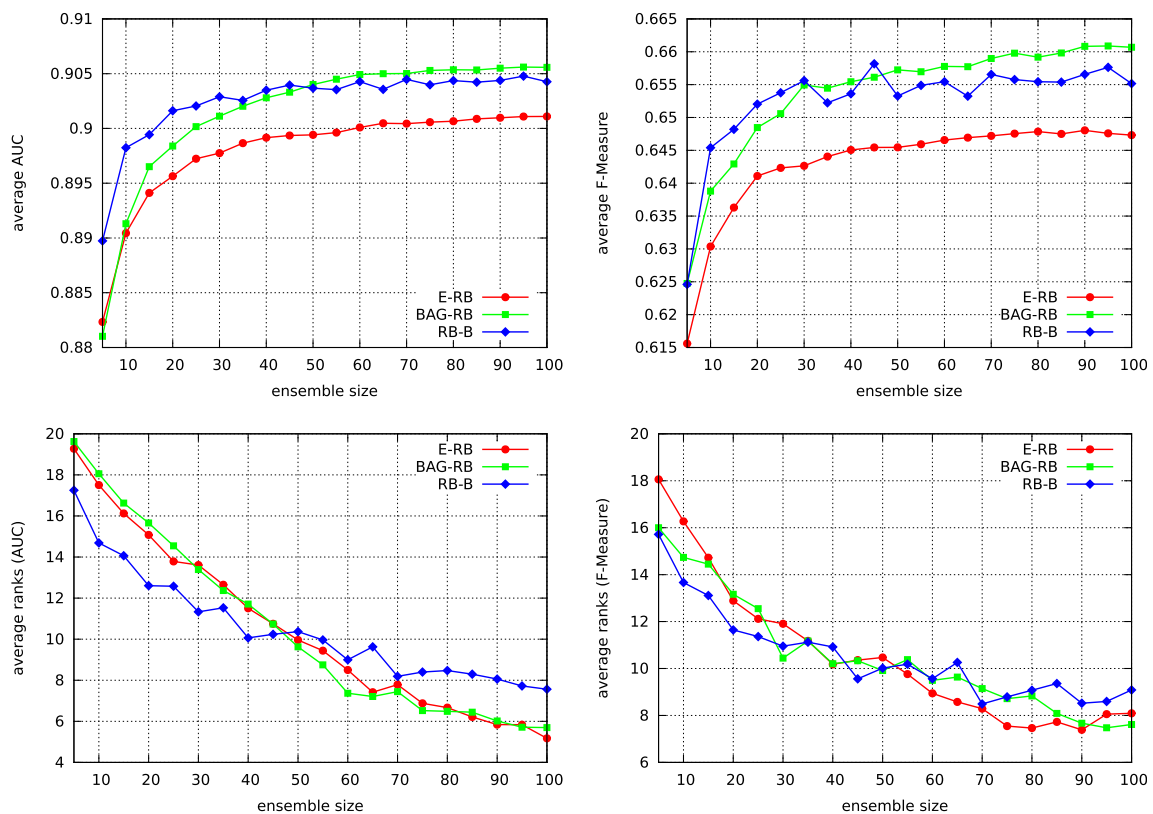 0.91
0.905
0.9
0.895
0.89
0.885
0.88
average AUC
10 20 30 40 50 60 70 80 90 100
ensemble size
E-RB
BAG-RB
RB-B
0.665
0.66
0.655
0.65
0.645
0.64
0.635
0.63
0.625
0.62
0.615
average F-Measure
10 20 30 40 50 60 70 80 90 100
ensemble size
E-RB
BAG-RB
RB-B
20
18
16
14
12
10
8
6
4
average ranks (AUC)
10 20 30 40 50 60 70 80 90 100
ensemble size
E-RB
BAG-RB
RB-B
20
18
16
14
12
10
8
6
average ranks (F-Measure)
10 20 30 40 50 60 70 80 90 100
ensemble size
E-RB
BAG-RB
RB-B